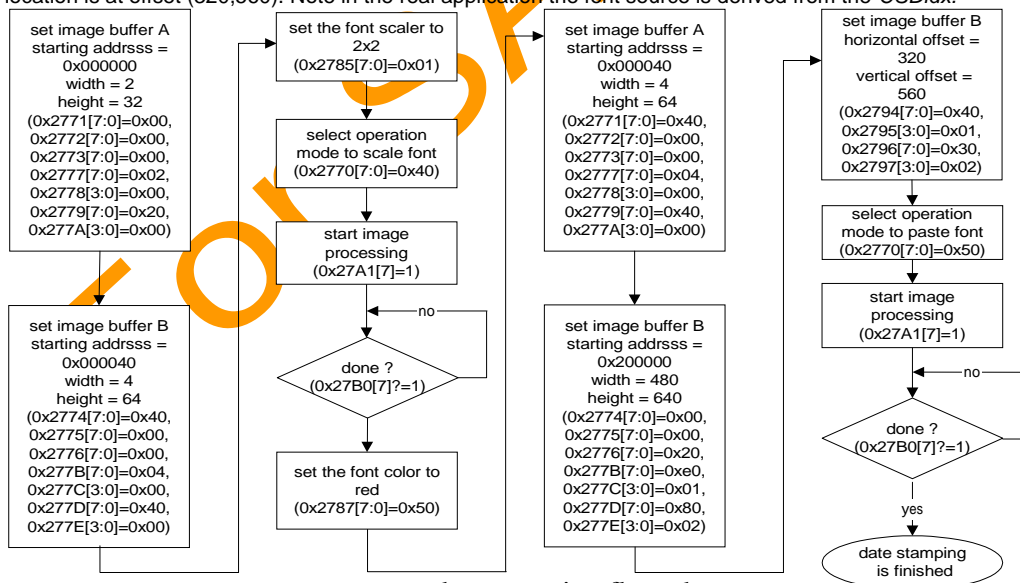 location is at offset (320,560). Note in the real application the font source is derived from the
set image buffer A
starting addrsss =
0x000000
width = 2
height = 32
(0x2771[7:0]=0x00,
0x2772[7:0]=0x00,
0x2773[7:0]=0x00,
0x2777[7:0]=0x02,
0x2778[3:0]=0x00,
0x2779[7:0]=0x20,
0x277A[3:0]=0x00)
set image buffer B
starting addrsss =
0x000040
width = 4
height = 64
(0x2774[7:0]=0x40,
0x2775[7:0]=0x00,
0x2776[7:0]=0x00,
0x277B[7:0]=0x04,
0x277C[3:0]=0x00,
0x277D[7:0]=0x40,
0x277E[3:0]=0x00)
set the font scaler to
2x2
(0x2785[7:0]=0x01)
select operation
mode to scale font
(0x2770[7:0]=0x40)
start image
processing
(0x27A1[7]=1)
no
done ?
(0x27B0[7]?=1)
set the font color to
red
(0x2787[7:0]=0x50)
set image buffer A
starting addrsss =
0x000040
width = 4
height = 64
(0x2771[7:0]=0x40,
0x2772[7:0]=0x00,
0x2773[7:0]=0x00,
0x2777[7:0]=0x04,
0x2778[3:0]=0x00,
0x2779[7:0]=0x40,
0x277A[3:0]=0x00)
set image buffer B
starting addrsss =
0x200000
width = 480
height = 640
(0x2774[7:0]=0x00,
0x2775[7:0]=0x00,
0x2776[7:0]=0x20,
0x277B[7:0]=0xe0,
0x277C[3:0]=0x01,
0x277D[7:0]=0x80,
0x277E[3:0]=0x02)
set image buffer B
horizontal offset =
320
vertical offset =
560
(0x2794[7:0]=0x40,
0x2795[3:0]=0x01,
0x2796[7:0]=0x30,
0x2797[3:0]=0x02)
select operation
mode to paste font
(0x2770[7:0]=0x50)
start image
processing
(0x27A1[7]=1)
no
done ?
(0x27B0[7]?=1)
yes
date stamping
is finished